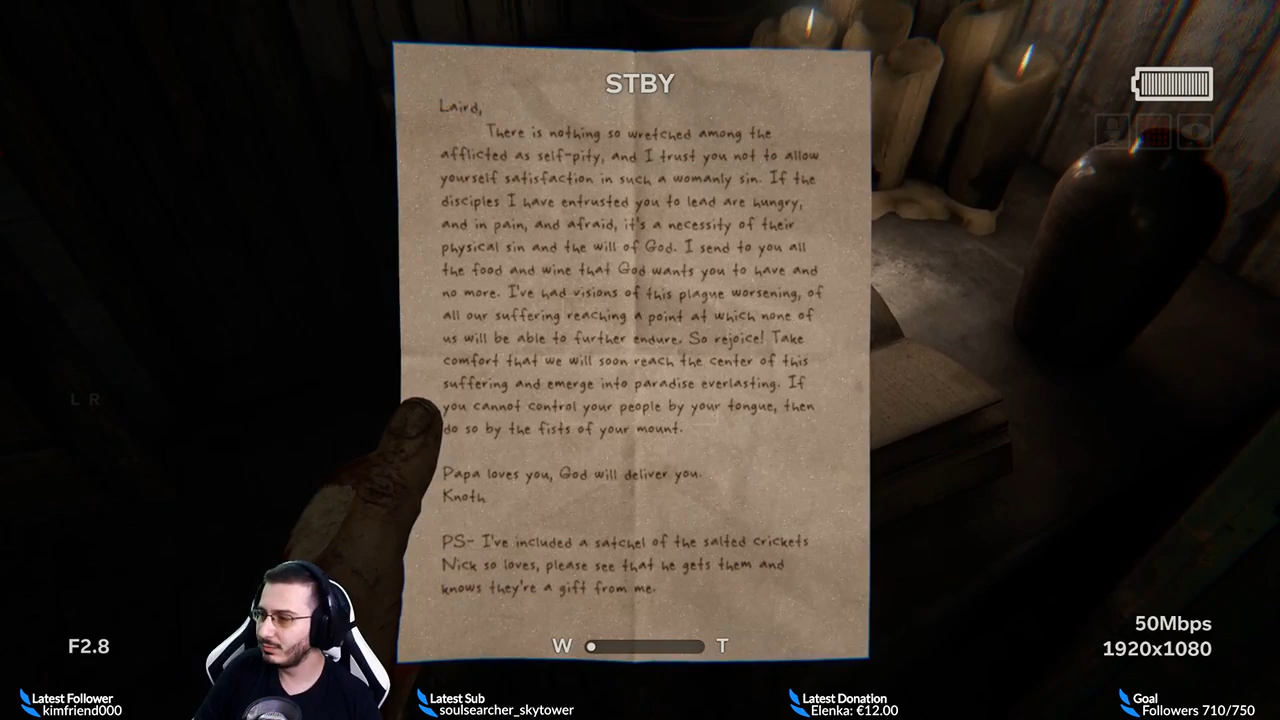 STBY
Laird,
There is nothing so wretched among the
afflicted as self-pity, and I trust you not to allow
yourself satisfaction in such a womanly sin. If the
disciples I have entrusted you to lead are hungry,
and in pain, and afraid, it's a necessity of their
physical sin and the will of God. I send to you all
the food and wine that God wants you to have and
no more. I've had visions of this plague worsening, of
all our suffering reaching a point at which none of
us will be able to further endure. So rejoice! Take
comfort that we will soon reach the center of this
suffering and emerge into paradise everlasting. If
you cannot control your people by your tongue, then
do so by the fists of your mount.
Papa loves you, God will deliver you.
Knoth
PS- I've included a satchel of the salted crickets
Nick so loves, please see that he gets them and
knows they're a gift from me.
L R
F2.8
W T
50Mbps
1920x1080
Latest Follower
kimfriend000
Latest Sub
soulsearcher_skytower
Latest Donation
Elenka: €12.00
Goal
Followers 710/750